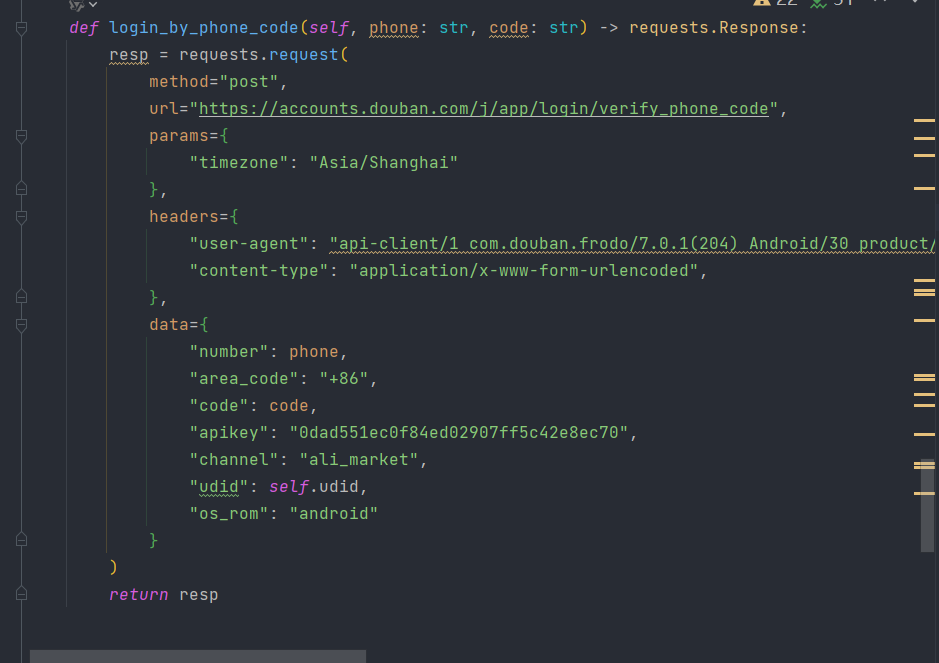 22
def login_by_phone_code(self, phone: str, code: str) -> requests.Response:
resp = requests.request(
method="post",
url="https://accounts.douban.com/j/app/login/verify_phone_code",
params={
"timezone": "Asia/Shanghai"
},
headers={
"user-agent": "api-client/1 com.douban.frodo/7.0.1(204) Android/30 product/
"content-type": "application/x-www-form-urlencoded",
},
data={
"number": phone,
"area_code": "+86",
"code": code,
"apikey": "0dad551ec0f84ed02907ff5c42e8ec70",
"channel": "ali_market",
"udid": self.udid,
"os_rom": "android"
}
)
return resp